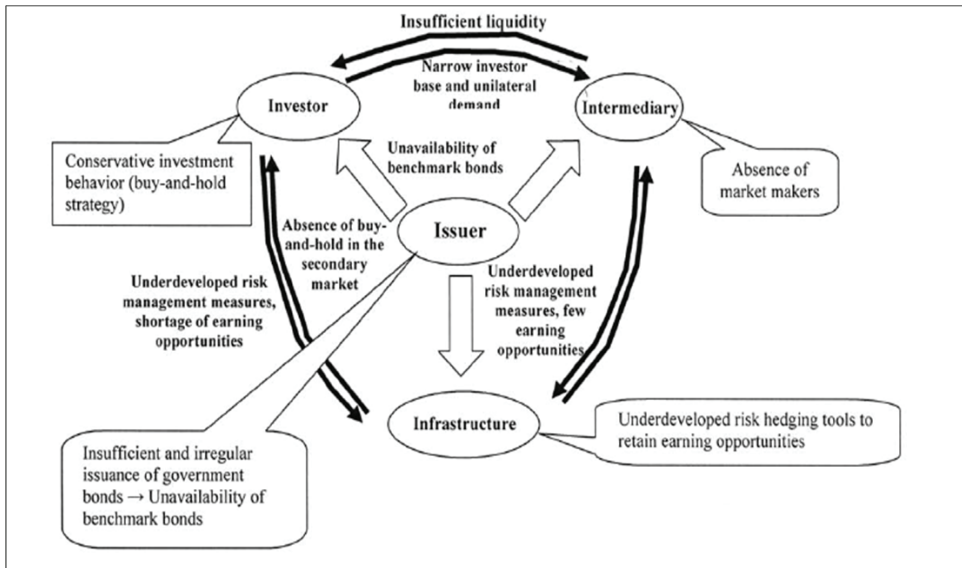 Insufficient liquidity
Narrow investor
base and unilateral
demand
Investor
Intermediary
Unavailability of
benchmark bonds
Conservative investment
behavior (buy-and-hold
strategy)
Absence of
market makers
Issuer
Absence of buy-
and-hold in the
secondary
market
Underdeveloped risk
management measures,
shortage of earning
opportunities
Underdeveloped
risk management
measures, few
earning
opportunities
Infrastructure
Underdeveloped risk hedging tools to
retain earning opportunities
Insufficient and irregular
issuance of government
bonds → Unavailability of
benchmark bonds